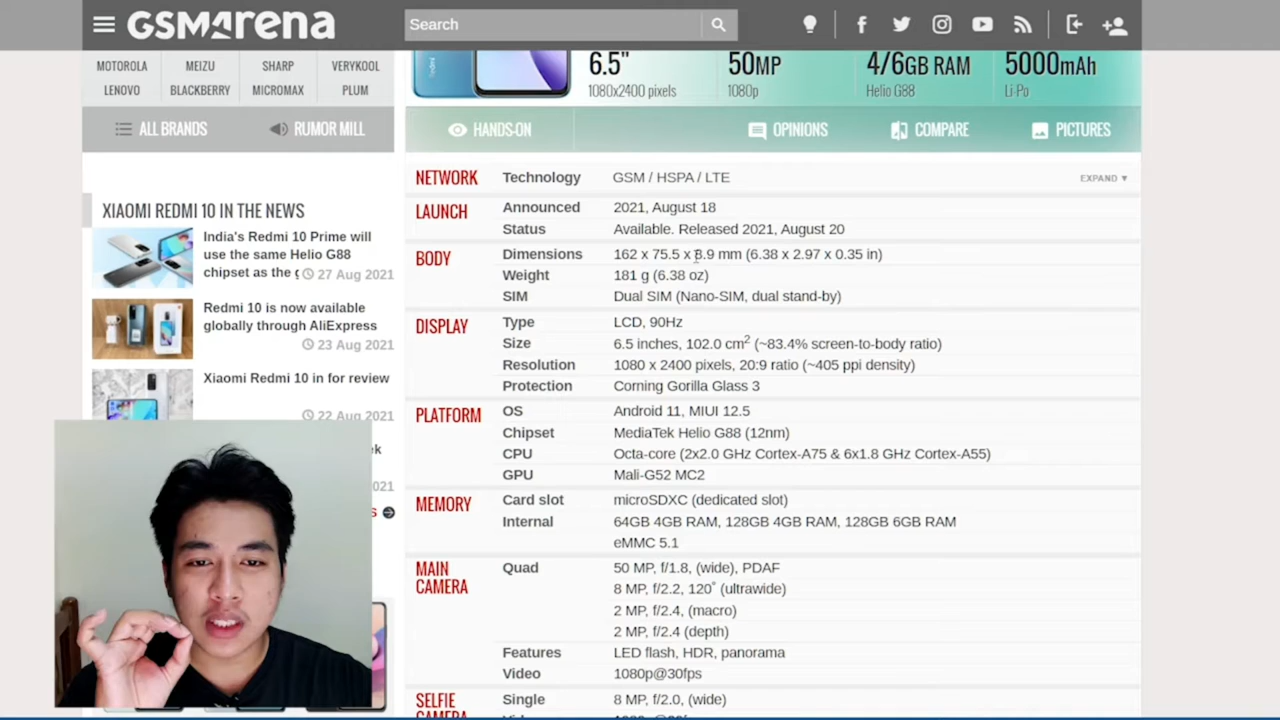 GSMArena
Search
MOTOROLA MEIZU SHARP VERYKOOL
LENOVO BLACKBERRY MICROMAX PLUM
ALL BRANDS RUMOR MILL
6.5" 50MP 4/6GB RAM 5000mAh
1080x2400 pixels 1080p Helio G88 Li-Po
HANDS-ON OPINIONS COMPARE PICTURES
XIAOMI REDMI 10 IN THE NEWS
India's Redmi 10 Prime will
use the same Helio G88
chipset as the 27 Aug 2021
Redmi 10 is now available
globally through AliExpress
23 Aug 2021
Xiaomi Redmi 10 in for review
22 Aug 2021
NETWORK Technology GSM / HSPA / LTE EXPAND ▼
LAUNCH Announced 2021, August 18
Status Available. Released 2021, August 20
BODY Dimensions 162 x 75.5 x 8.9 mm (6.38 x 2.97 x 0.35 in)
Weight 181 g (6.38 oz)
SIM Dual SIM (Nano-SIM, dual stand-by)
DISPLAY Type LCD, 90Hz
Size 6.5 inches, 102.0 cm2 (~83.4% screen-to-body ratio)
Resolution 1080 x 2400 pixels, 20:9 ratio (~405 ppi density)
Protection Corning Gorilla Glass 3
PLATFORM OS Android 11, MIUI 12.5
Chipset MediaTek Helio G88 (12nm)
CPU Octa-core (2x2.0 GHz Cortex-A75 & 6x1.8 GHz Cortex-A55)
GPU Mali-G52 MC2
MEMORY Card slot microSDXC (dedicated slot)
Internal 64GB 4GB RAM, 128GB 4GB RAM, 128GB 6GB RAM
eMMC 5.1
MAIN CAMERA Quad 50 MP, f/1.8, (wide), PDAF
8 MP, f/2.2, 120˚ (ultrawide)
2 MP, f/2.4, (macro)
2 MP, f/2.4 (depth)
Features LED flash, HDR, panorama
Video 1080p@30fps
SELFIE CAMERA Single 8 MP, f/2.0, (wide)